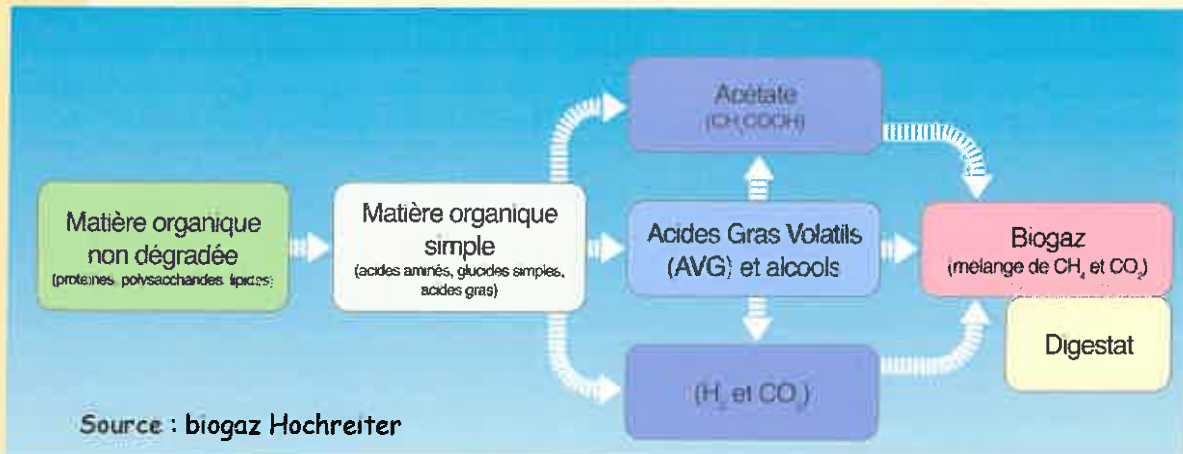 Matière organique
non dégradée
(protéines, polysaccharides, lipides)
Matière organique
simple
(acides aminés, glucides simples,
acides gras)
Acétate
(CH₃COOH)
Acides Gras Volatils
(AVG) et alcools
(H₂ et CO₂)
Biogaz
(mélange de CH₄ et CO₂)
Digestat
Source : biogaz Hochreiter